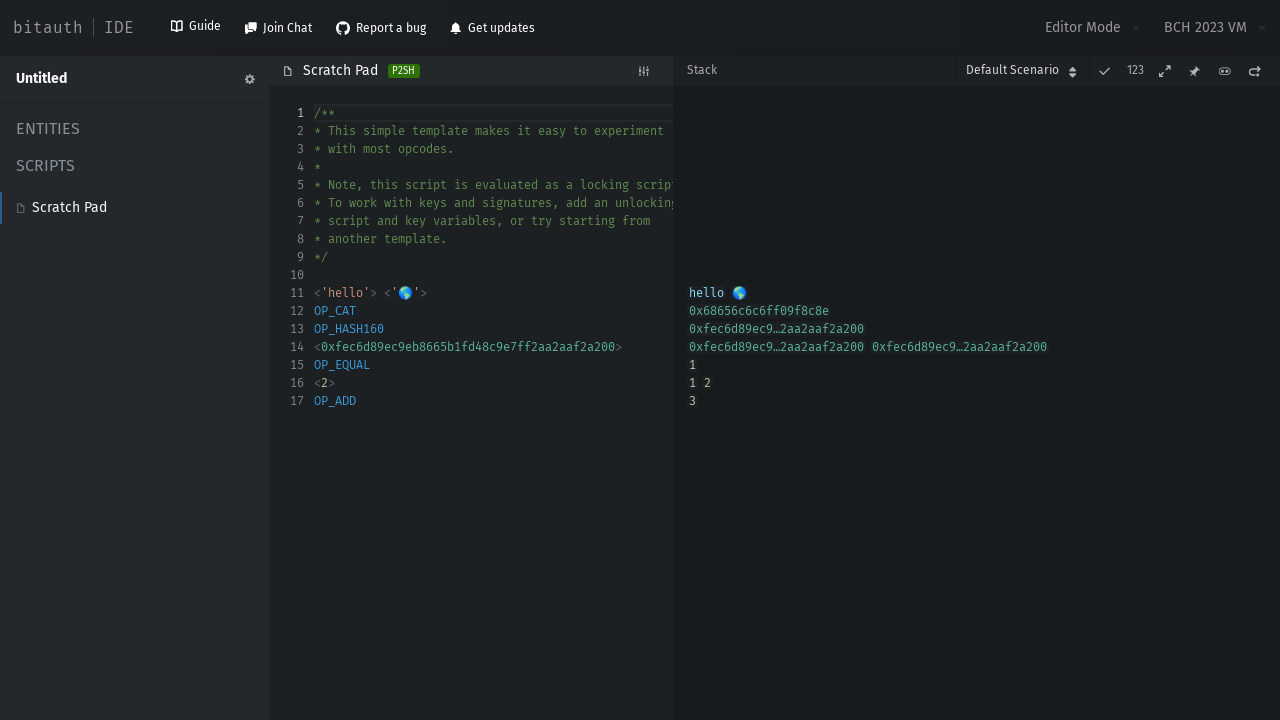 bitauth | IDE Guide Join Chat Report a bug Get updates Editor Mode BCH 2023 VM
Untitled
ENTITIES
SCRIPTS
Scratch Pad
Scratch Pad P2SH
1 /**
2 * This simple template makes it easy to experiment
3 * with most opcodes.
4 *
5 * Note, this script is evaluated as a locking script
6 * To work with keys and signatures, add an unlocking
7 * script and key variables, or try starting from
8 * another template.
9 */
10
11 <'hello'> <'🌎'>
12 OP_CAT
13 OP_HASH160
14 <0xfec6d89ec9eb8665b1fd48c9e7ff2aa2aaf2a200>
15 OP_EQUAL
16 <2>
17 OP_ADD
Stack Default Scenario 123
hello 🌎
0x68656c6c6ff09f8c8e
0xfec6d89ec9…2aa2aaf2a200
0xfec6d89ec9…2aa2aaf2a200 0xfec6d89ec9…2aa2aaf2a200
1
1 2
3